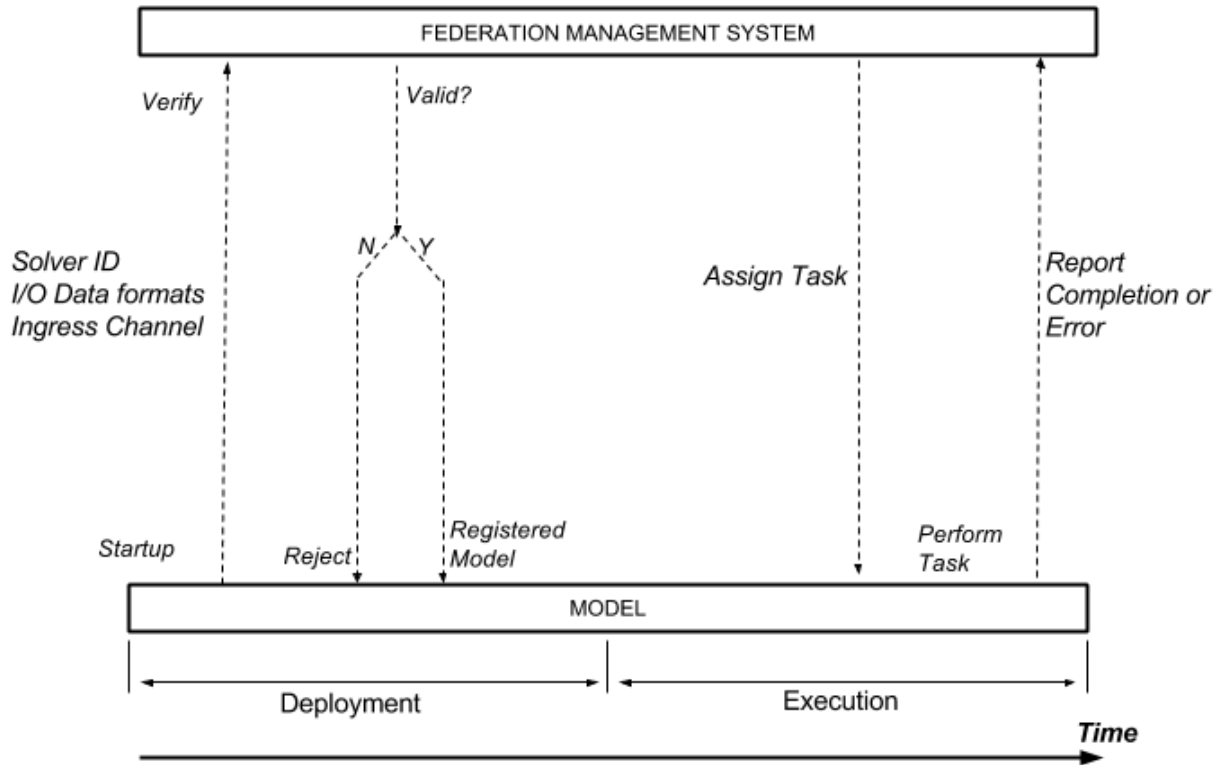 FEDERATION MANAGEMENT SYSTEM
Verify
Valid?
N
Y
Solver ID
I/O Data formats
Ingress Channel
Assign Task
Report
Completion or
Error
Startup
Reject
Registered
Model
Perform
Task
MODEL
Deployment
Execution
Time